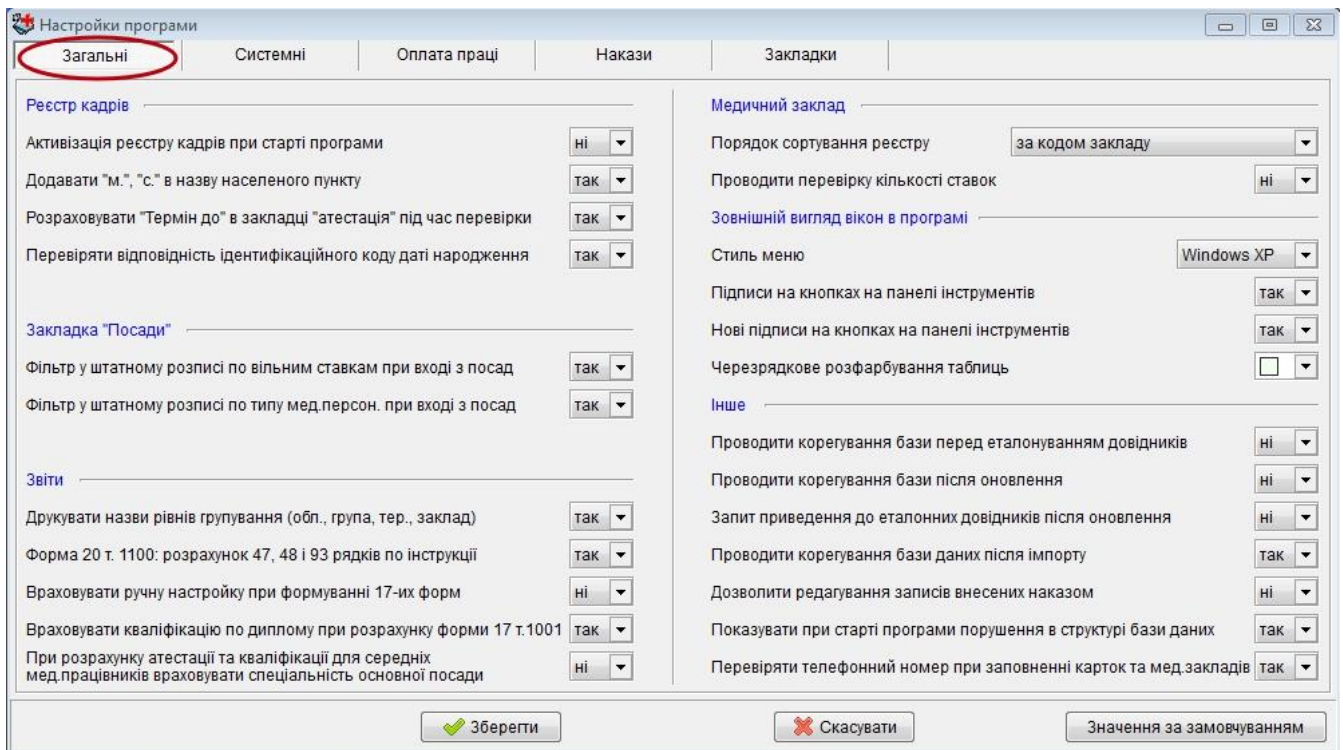 Настройки програми
Загальні Системні Оплата праці Накази Закладки
Реєстр кадрів
Активізація реєстру кадрів при старті програми ні
Додавати "м.", "с." в назву населеного пункту так
Розраховувати "Термін до" в закладці "атестація" під час перевірки так
Перевіряти відповідність ідентифікаційного коду даті народження так
Закладка "Посади"
Фільтр у штатному розписі по вільним ставкам при вході з посад так
Фільтр у штатному розписі по типу мед.персон. при вході з посад так
Звіти
Друкувати назви рівнів групування (обл., група, тер., заклад) так
Форма 20 т. 1100: розрахунок 47, 48 і 93 рядків по інструкції так
Враховувати ручну настройку при формуванні 17-их форм ні
Враховувати кваліфікацію по диплому при розрахунку форми 17 т.1001 так
При розрахунку атестації та кваліфікації для середніх
мед.працівників враховувати спеціальність основної посади ні
Медичний заклад
Порядок сортування реєстру за кодом закладу
Проводити перевірку кількості ставок ні
Зовнішній вигляд вікон в програмі
Стиль меню Windows XP
Підписи на кнопках на панелі інструментів так
Нові підписи на кнопках на панелі інструментів так
Черезрядкове розфарбування таблиць
Інше
Проводити корегування бази перед еталонуванням довідників ні
Проводити корегування бази після оновлення ні
Запит приведення до еталонних довідників після оновлення ні
Проводити корегування бази даних після імпорту так
Дозволити редагування записів внесених наказом ні
Показувати при старті програми порушення в структурі бази даних так
Перевіряти телефонний номер при заповненні карток та мед.закладів так
Зберегти Скасувати Значення за замовчуванням